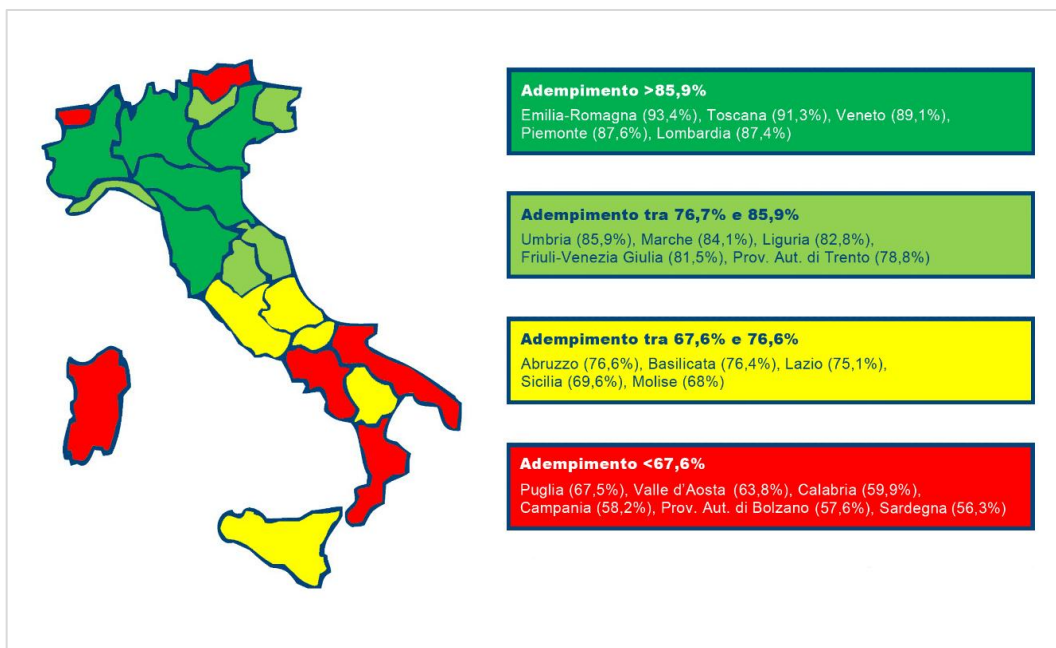 Adempimento >85,9%
Emilia-Romagna (93,4%), Toscana (91,3%), Veneto (89,1%),
Piemonte (87,6%), Lombardia (87,4%)
Adempimento tra 76,7% e 85,9%
Umbria (85,9%), Marche (84,1%), Liguria (82,8%),
Friuli-Venezia Giulia (81,5%), Prov. Aut. di Trento (78,8%)
Adempimento tra 67,6% e 76,6%
Abruzzo (76,6%), Basilicata (76,4%), Lazio (75,1%),
Sicilia (69,6%), Molise (68%)
Adempimento <67,6%
Puglia (67,5%), Valle d'Aosta (63,8%), Calabria (59,9%),
Campania (58,2%), Prov. Aut. di Bolzano (57,6%), Sardegna (56,3%)